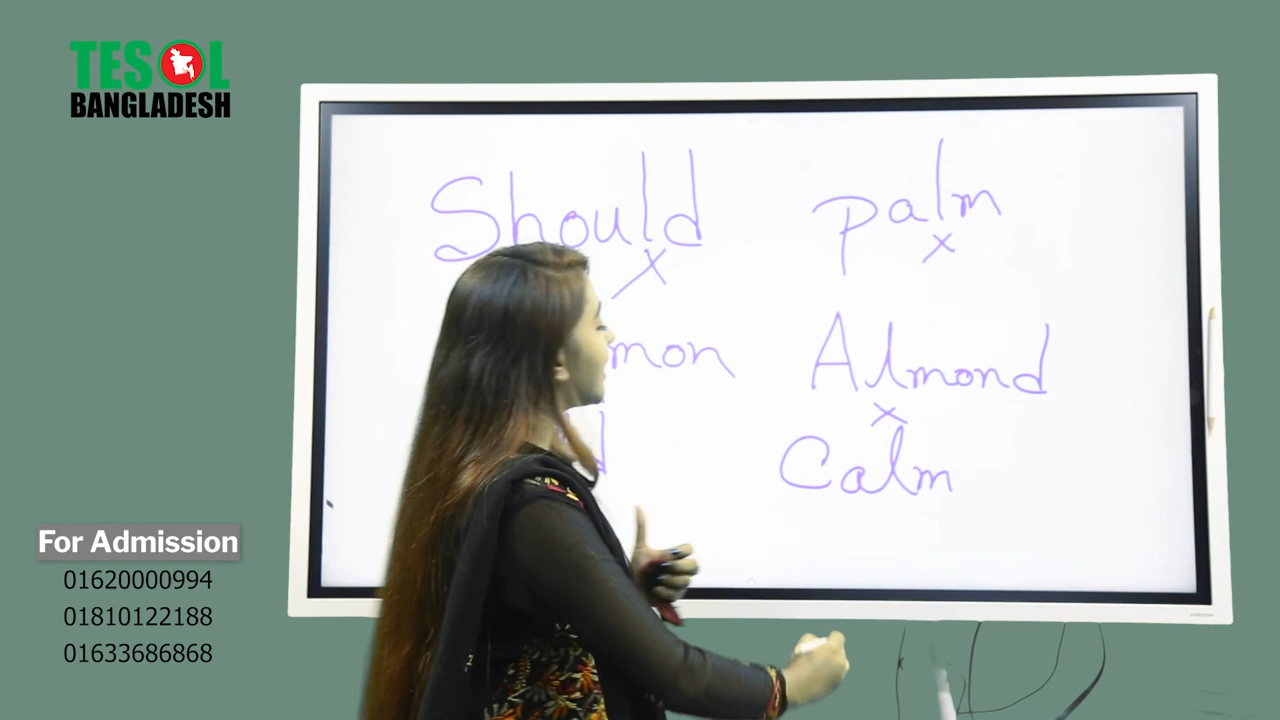 TESOL
BANGLADESH
Should palm
x x
mon Almond
x
d Calm
For Admission
01620000994
01810122188
01633686868